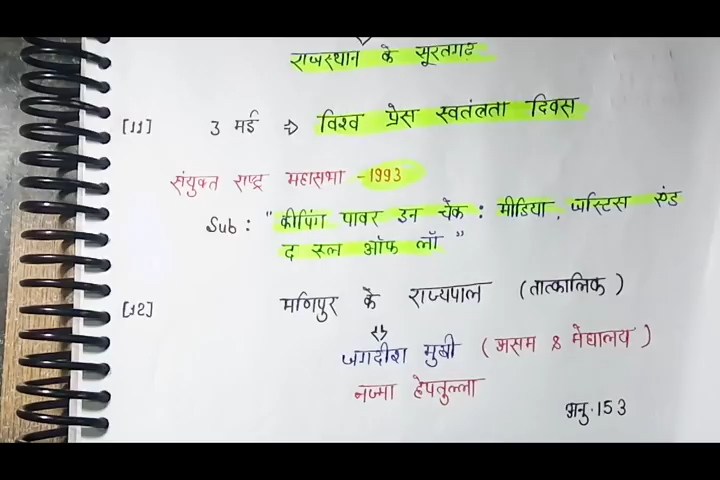 राजस्थान के सूरतगढ़
[11] 3 मई ⇒ विश्व प्रेस स्वतंत्रता दिवस
संयुक्त राष्ट्र महासभा - 1993
Sub : " कीपिंग पावर इन चेक : मीडिया, जस्टिस एंड
द रूल ऑफ लॉ "
[12] मणिपुर के राज्यपाल (तात्कालिक)
जगदीश मुखी (असम & मेघालय)
नज्मा हेपतुल्ला
अनु. 153